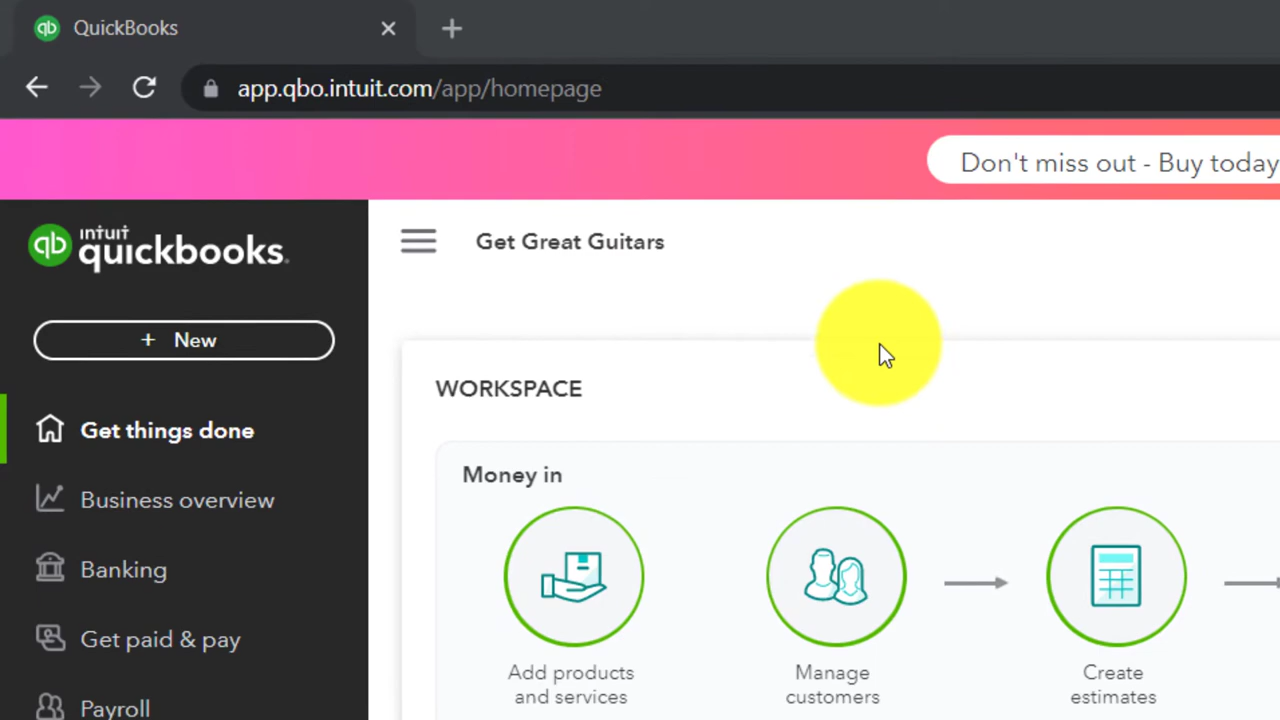 qb QuickBooks
app.qbo.intuit.com/app/homepage
Don't miss out - Buy today
qb intuit quickbooks.
Get Great Guitars
+ New
WORKSPACE
Get things done
Money in
Business overview
Banking
Get paid & pay
Add products and services
Manage customers
Create estimates
Payroll